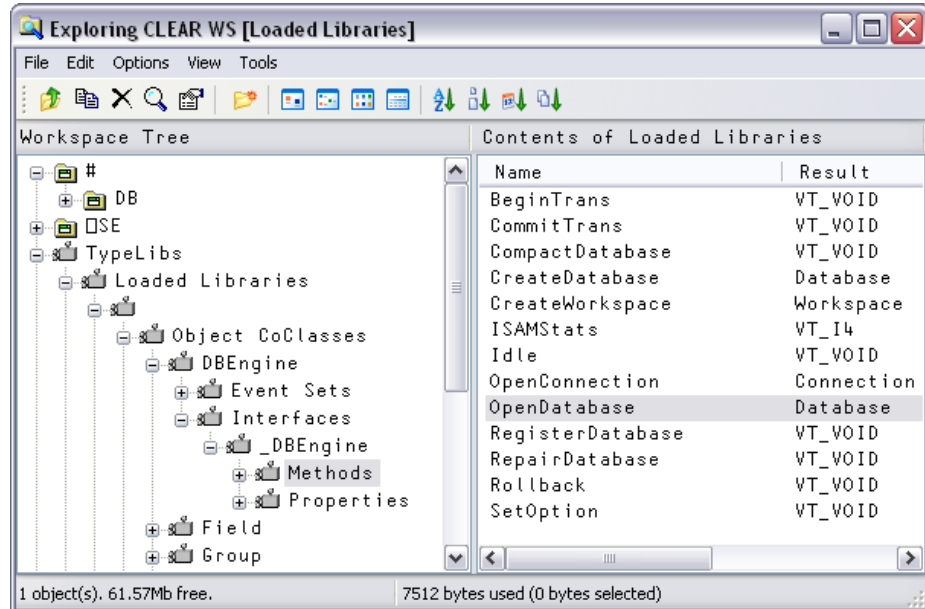 Exploring CLEAR WS [Loaded Libraries]
File Edit Options View Tools
Workspace Tree
Contents of Loaded Libraries
#
DB
⎕SE
TypeLibs
Loaded Libraries
Object CoClasses
DBEngine
Event Sets
Interfaces
_DBEngine
Methods
Properties
Field
Group
Name Result
BeginTrans VT_VOID
CommitTrans VT_VOID
CompactDatabase VT_VOID
CreateDatabase Database
CreateWorkspace Workspace
ISAMStats VT_I4
Idle VT_VOID
OpenConnection Connection
OpenDatabase Database
RegisterDatabase VT_VOID
RepairDatabase VT_VOID
Rollback VT_VOID
SetOption VT_VOID
1 object(s). 61.57Mb free.
7512 bytes used (0 bytes selected)